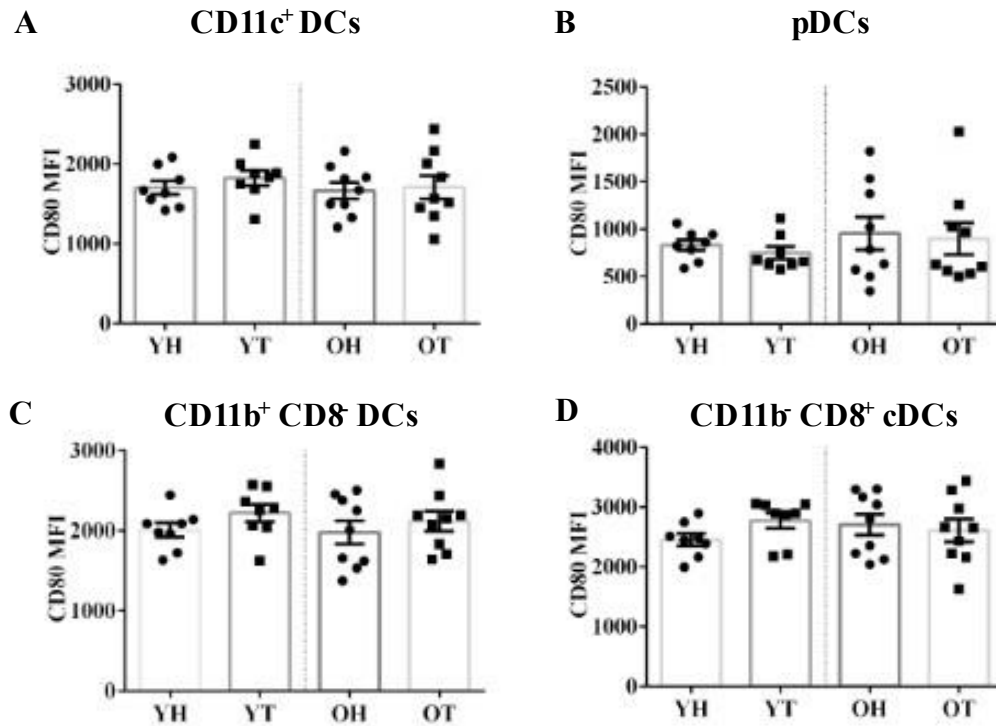 A CD11c+ DCs
CD80 MFI
3000
2000
1000
0
YH YT OH OT
B pDCs
CD80 MFI
2500
2000
1500
1000
500
0
YH YT OH OT
C CD11b+ CD8- DCs
CD80 MFI
3000
2000
1000
0
YH YT OH OT
D CD11b- CD8+ cDCs
CD80 MFI
4000
3000
2000
1000
0
YH YT OH OT